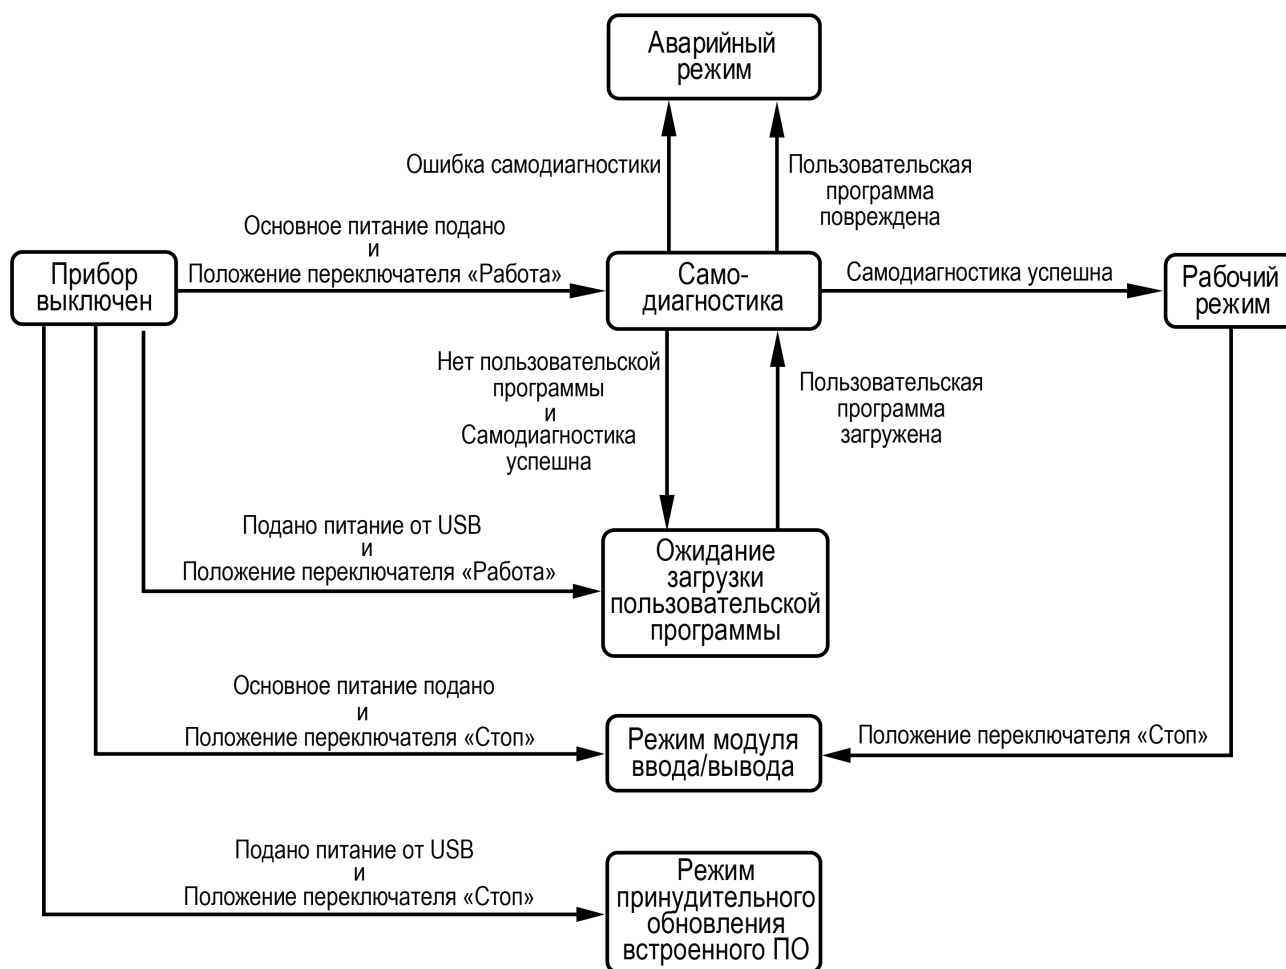 Аварийный
режим
Ошибка самодиагностики
Пользовательская
программа
повреждена
Основное питание подано
и
Положение переключателя «Работа»
Прибор
выключен
Само-
диагностика
Самодиагностика успешна
Рабочий
режим
Нет пользовательской
программы
и
Самодиагностика
успешна
Пользовательская
программа
загружена
Подано питание от USB
и
Положение переключателя «Работа»
Ожидание
загрузки
пользовательской
программы
Основное питание подано
и
Положение переключателя «Стоп»
Режим модуля
ввода/вывода
Положение переключателя «Стоп»
Подано питание от USB
и
Положение переключателя «Стоп»
Режим
принудительного
обновления
встроенного ПО